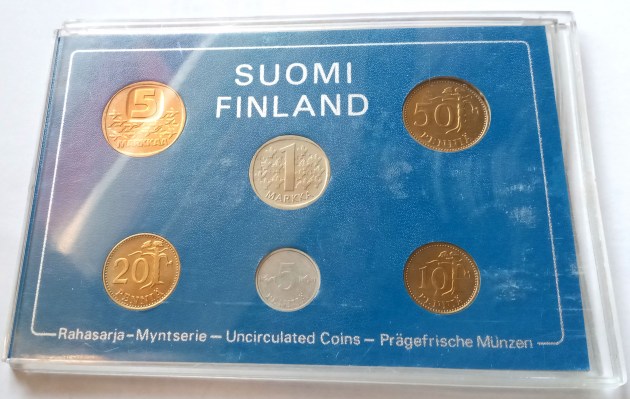 SUOMI
FINLAND
5
MARKKAA
50
PENNIÄ
1
MARKKA
20
PENNIÄ
5
PENNIÄ
10
PENNIÄ
Rahasarja – Myntserie – Uncirculated Coins – Prägefrische Münzen